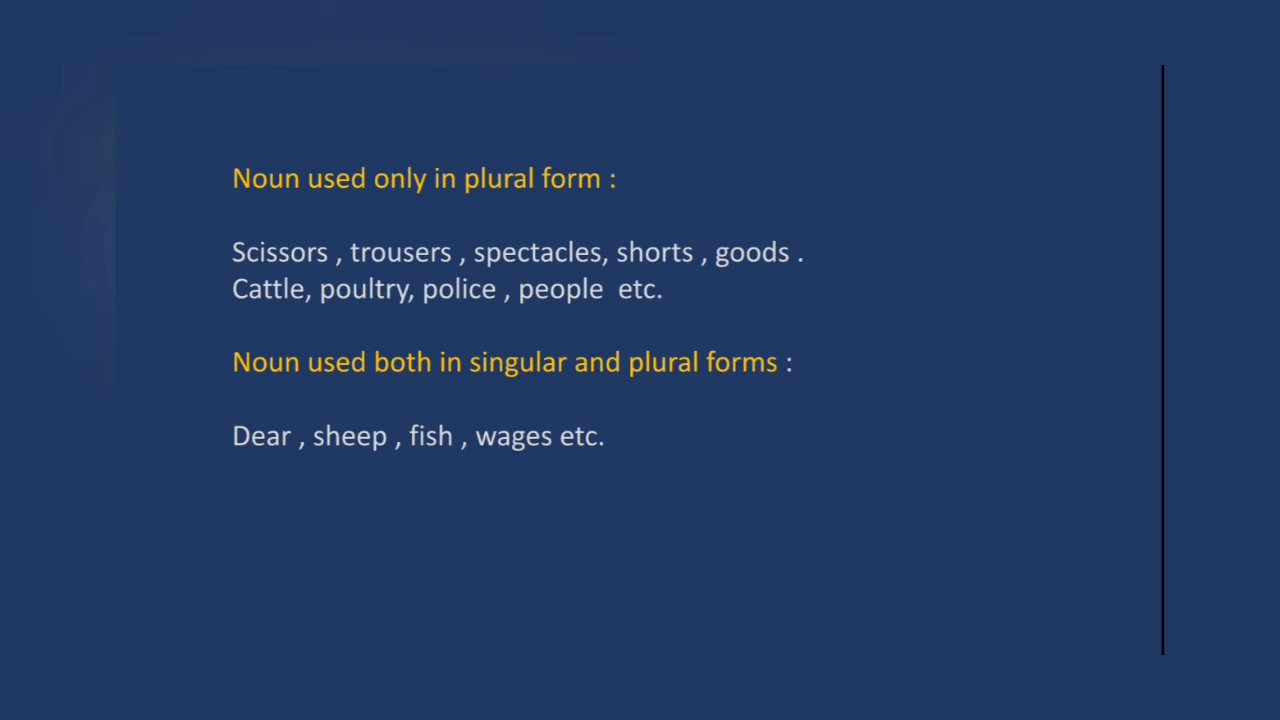 Noun used only in plural form :
Scissors , trousers , spectacles, shorts , goods .
Cattle, poultry, police , people  etc.
Noun used both in singular and plural forms :
Dear , sheep , fish , wages etc.